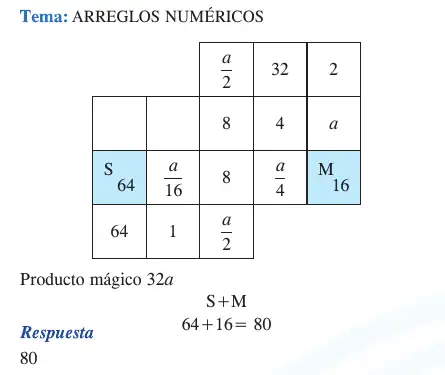 Tema: ARREGLOS NUMÉRICOS
a/2 32 2
8 4 a
S 64 a/16 8 a/4 M 16
64 1 a/2
Producto mágico 32a
S+M
64+16= 80
Respuesta
80